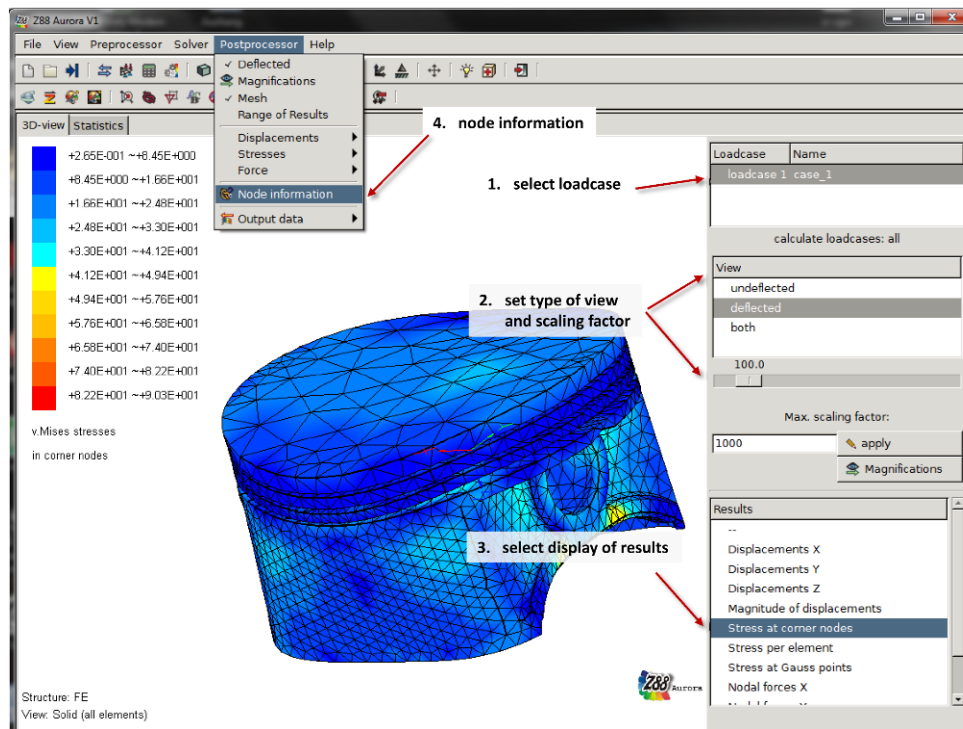 Z88 Aurora V1
File View Preprocessor Solver Postprocessor Help
Deflected
Magnifications
Mesh
Range of Results
Displacements
Stresses
Force
Node information
Output data
4. node information
3D-view Statistics
+2.65E-001 ~+8.45E+000
+8.45E+000 ~+1.66E+001
+1.66E+001 ~+2.48E+001
+2.48E+001 ~+3.30E+001
+3.30E+001 ~+4.12E+001
+4.12E+001 ~+4.94E+001
+4.94E+001 ~+5.76E+001
+5.76E+001 ~+6.58E+001
+6.58E+001 ~+7.40E+001
+7.40E+001 ~+8.22E+001
+8.22E+001 ~+9.03E+001
v.Mises stresses
in corner nodes
1. select loadcase
Loadcase Name
loadcase 1 case_1
calculate loadcases: all
2. set type of view
and scaling factor
View
undeflected
deflected
both
100.0
Max. scaling factor:
1000
apply
Magnifications
3. select display of results
Results
--
Displacements X
Displacements Y
Displacements Z
Magnitude of displacements
Stress at corner nodes
Stress per element
Stress at Gauss points
Nodal forces X
Z88 Aurora
Structure: FE
View: Solid (all elements)